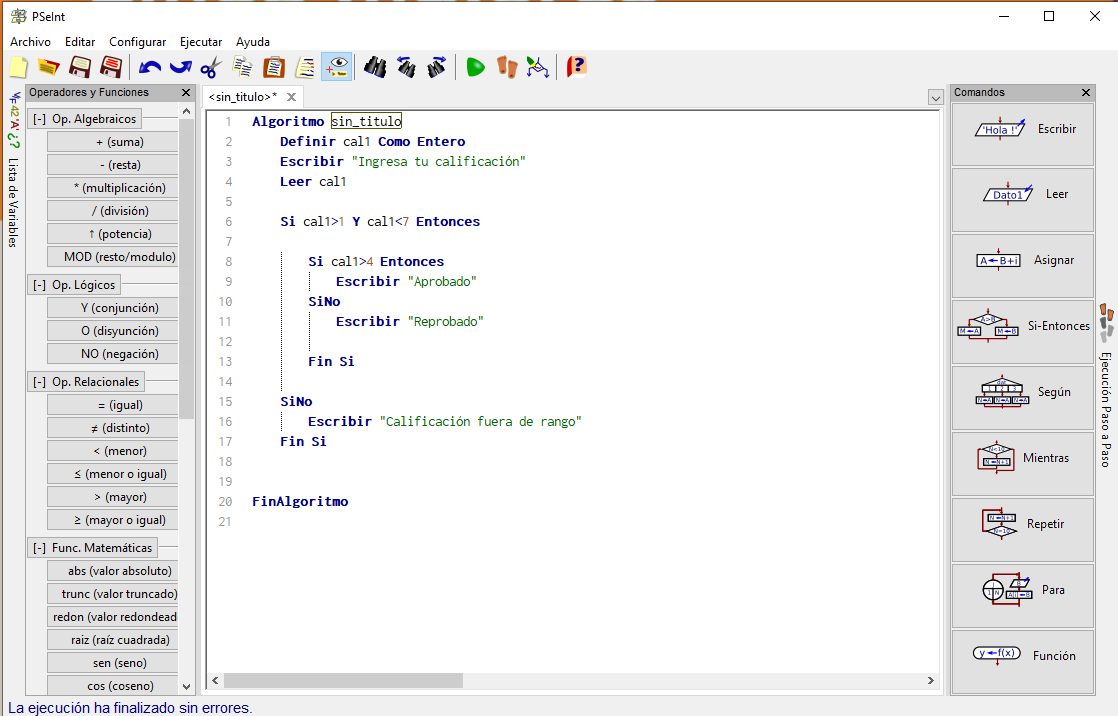 PSeInt
Archivo Editar Configurar Ejecutar Ayuda
Operadores y Funciones
[-] Op. Algebraicos
+ (suma)
- (resta)
* (multiplicación)
/ (división)
↑ (potencia)
MOD (resto/modulo)
[-] Op. Lógicos
Y (conjunción)
O (disyunción)
NO (negación)
[-] Op. Relacionales
= (igual)
≠ (distinto)
< (menor)
≤ (menor o igual)
> (mayor)
≥ (mayor o igual)
[-] Func. Matemáticas
abs (valor absoluto)
trunc (valor truncado)
redon (valor redondead
raiz (raíz cuadrada)
sen (seno)
cos (coseno)
Lista de Variables
<sin_titulo>*
1 Algoritmo sin_titulo
2 Definir cal1 Como Entero
3 Escribir "Ingresa tu calificación"
4 Leer cal1
5
6 Si cal1>1 Y cal1<7 Entonces
7
8 Si cal1>4 Entonces
9 Escribir "Aprobado"
10 SiNo
11 Escribir "Reprobado"
12
13 Fin Si
14
15 SiNo
16 Escribir "Calificación fuera de rango"
17 Fin Si
18
19
20 FinAlgoritmo
21
Comandos
'Hola !' Escribir
Dato1 Leer
A←B+i Asignar
A>B M←A M←B Si-Entonces
Según
Mientras
Repetir
Para
y←f(x) Función
Ejecución Paso a Paso
La ejecución ha finalizado sin errores.